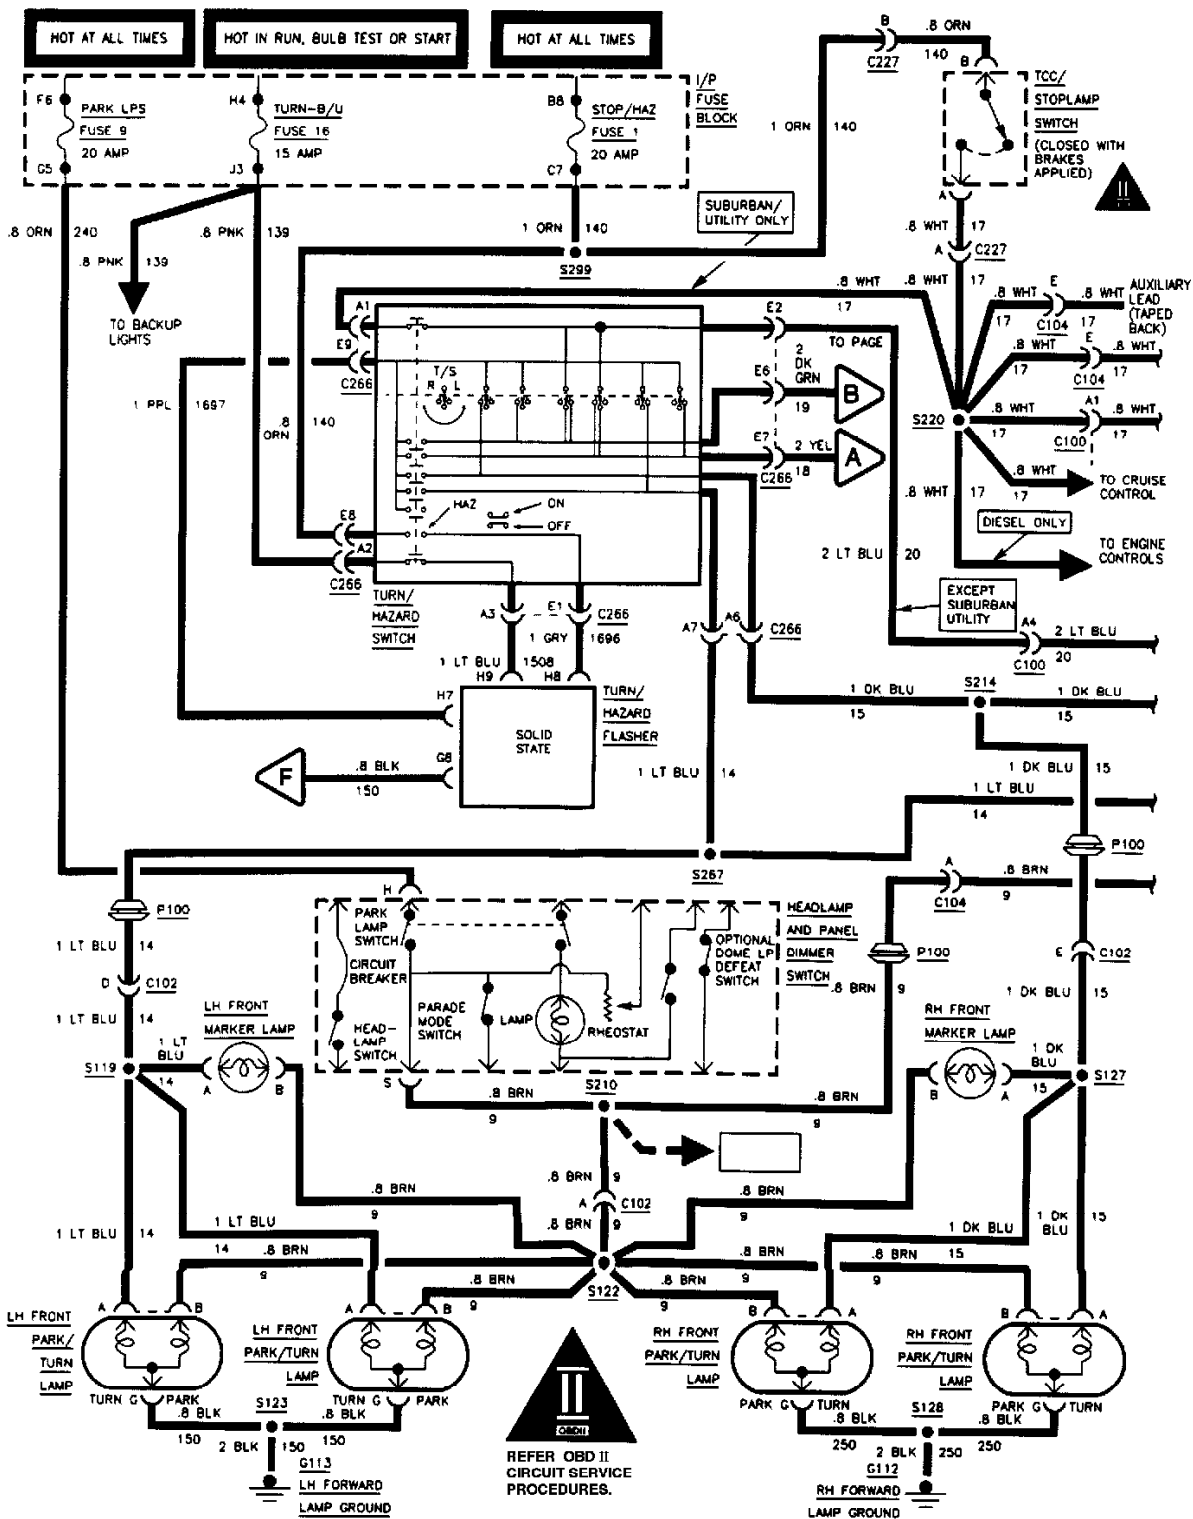 HOT AT ALL TIMES
HOT IN RUN, BULB TEST OR START
HOT AT ALL TIMES
F6
PARK LPS
FUSE 9
20 AMP
G5
H4
TURN-B/U
FUSE 16
15 AMP
J3
B8
STOP/HAZ
FUSE 1
20 AMP
C7
I/P
FUSE
BLOCK
B
C227
.8 ORN
140
B
TCC/
STOPLAMP
SWITCH
(CLOSED WITH
BRAKES
APPLIED)
II
1 ORN
140
A
.8 WHT
17
A
C227
.8 ORN
240
.8 PNK
139
.8 PNK
139
TO BACKUP
LIGHTS
1 ORN
140
S299
SUBURBAN/
UTILITY ONLY
.8 WHT
17
.8 WHT
17
.8 WHT
17
E
C104
.8 WHT
17
AUXILIARY
LEAD
(TAPED
BACK)
.8 WHT
17
E
C104
.8 WHT
17
S220
.8 WHT
17
A1
C100
.8 WHT
17
.8 WHT
17
TO CRUISE
CONTROL
.8 WHT
17
DIESEL ONLY
TO ENGINE
CONTROLS
A1
E9
C266
1 PPL
1697
.8
ORN
140
T/S
R L
HAZ
ON
OFF
E8
A2
C266
TURN/
HAZARD
SWITCH
E2
TO PAGE
E6
2
DK
GRN
19
B
E7
2 YEL
18
C266
A
2 LT BLU
20
EXCEPT
SUBURBAN
UTILITY
A4
C100
2 LT BLU
20
A3
E1
C266
1 GRY
1696
1 LT BLU
1508
H9
H8
H7
G8
SOLID
STATE
TURN/
HAZARD
FLASHER
F
.8 BLK
150
A7
A6
C266
1 DK BLU
15
S214
1 DK BLU
15
1 LT BLU
14
1 DK BLU
15
1 LT BLU
14
S267
P100
A
C104
.8 BRN
9
H
P100
1 LT BLU
14
D
C102
1 LT BLU
14
PARK
LAMP
SWITCH
CIRCUIT
BREAKER
HEAD-
LAMP
SWITCH
PARADE
MODE
SWITCH
LAMP
RHEOSTAT
OPTIONAL
DOME LP
DEFEAT
SWITCH
HEADLAMP
AND PANEL
DIMMER
SWITCH
P100
.8 BRN
9
E
C102
1 DK BLU
15
LH FRONT
MARKER LAMP
S119
1 LT
BLU
14
A
B
RH FRONT
MARKER LAMP
B
A
1 DK
BLU
15
S127
S
.8 BRN
9
S210
.8 BRN
9
.8 BRN
9
A
C102
.8 BRN
9
.8 BRN
9
.8 BRN
9
1 LT BLU
14
1 LT BLU
14
.8 BRN
9
.8 BRN
9
S122
.8 BRN
9
.8 BRN
9
.8 BRN
9
1 DK BLU
15
1 DK
BLU
15
A
B
LH FRONT
PARK/
TURN
LAMP
TURN G PARK
A
B
LH FRONT
PARK/TURN
LAMP
TURN G PARK
B
A
RH FRONT
PARK/TURN
LAMP
PARK G TURN
B
A
RH FRONT
PARK/TURN
LAMP
PARK G TURN
.8 BLK
150
S123
.8 BLK
150
2 BLK
150
G113
LH FORWARD
LAMP GROUND
II
OBDII
REFER OBD II
CIRCUIT SERVICE
PROCEDURES.
.8 BLK
250
S128
.8 BLK
250
2 BLK
250
G112
RH FORWARD
LAMP GROUND